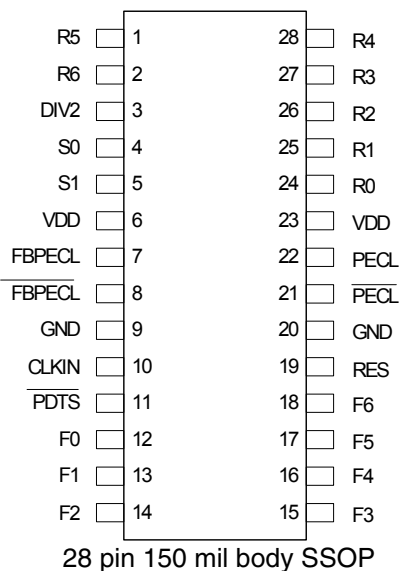 R5 1 28 R4
R6 2 27 R3
DIV2 3 26 R2
S0 4 25 R1
S1 5 24 R0
VDD 6 23 VDD
FBPECL 7 22 PECL
F̅B̅P̅E̅C̅L̅ 8 21 P̅E̅C̅L̅
GND 9 20 GND
CLKIN 10 19 RES
P̅D̅T̅S̅ 11 18 F6
F0 12 17 F5
F1 13 16 F4
F2 14 15 F3
28 pin 150 mil body SSOP